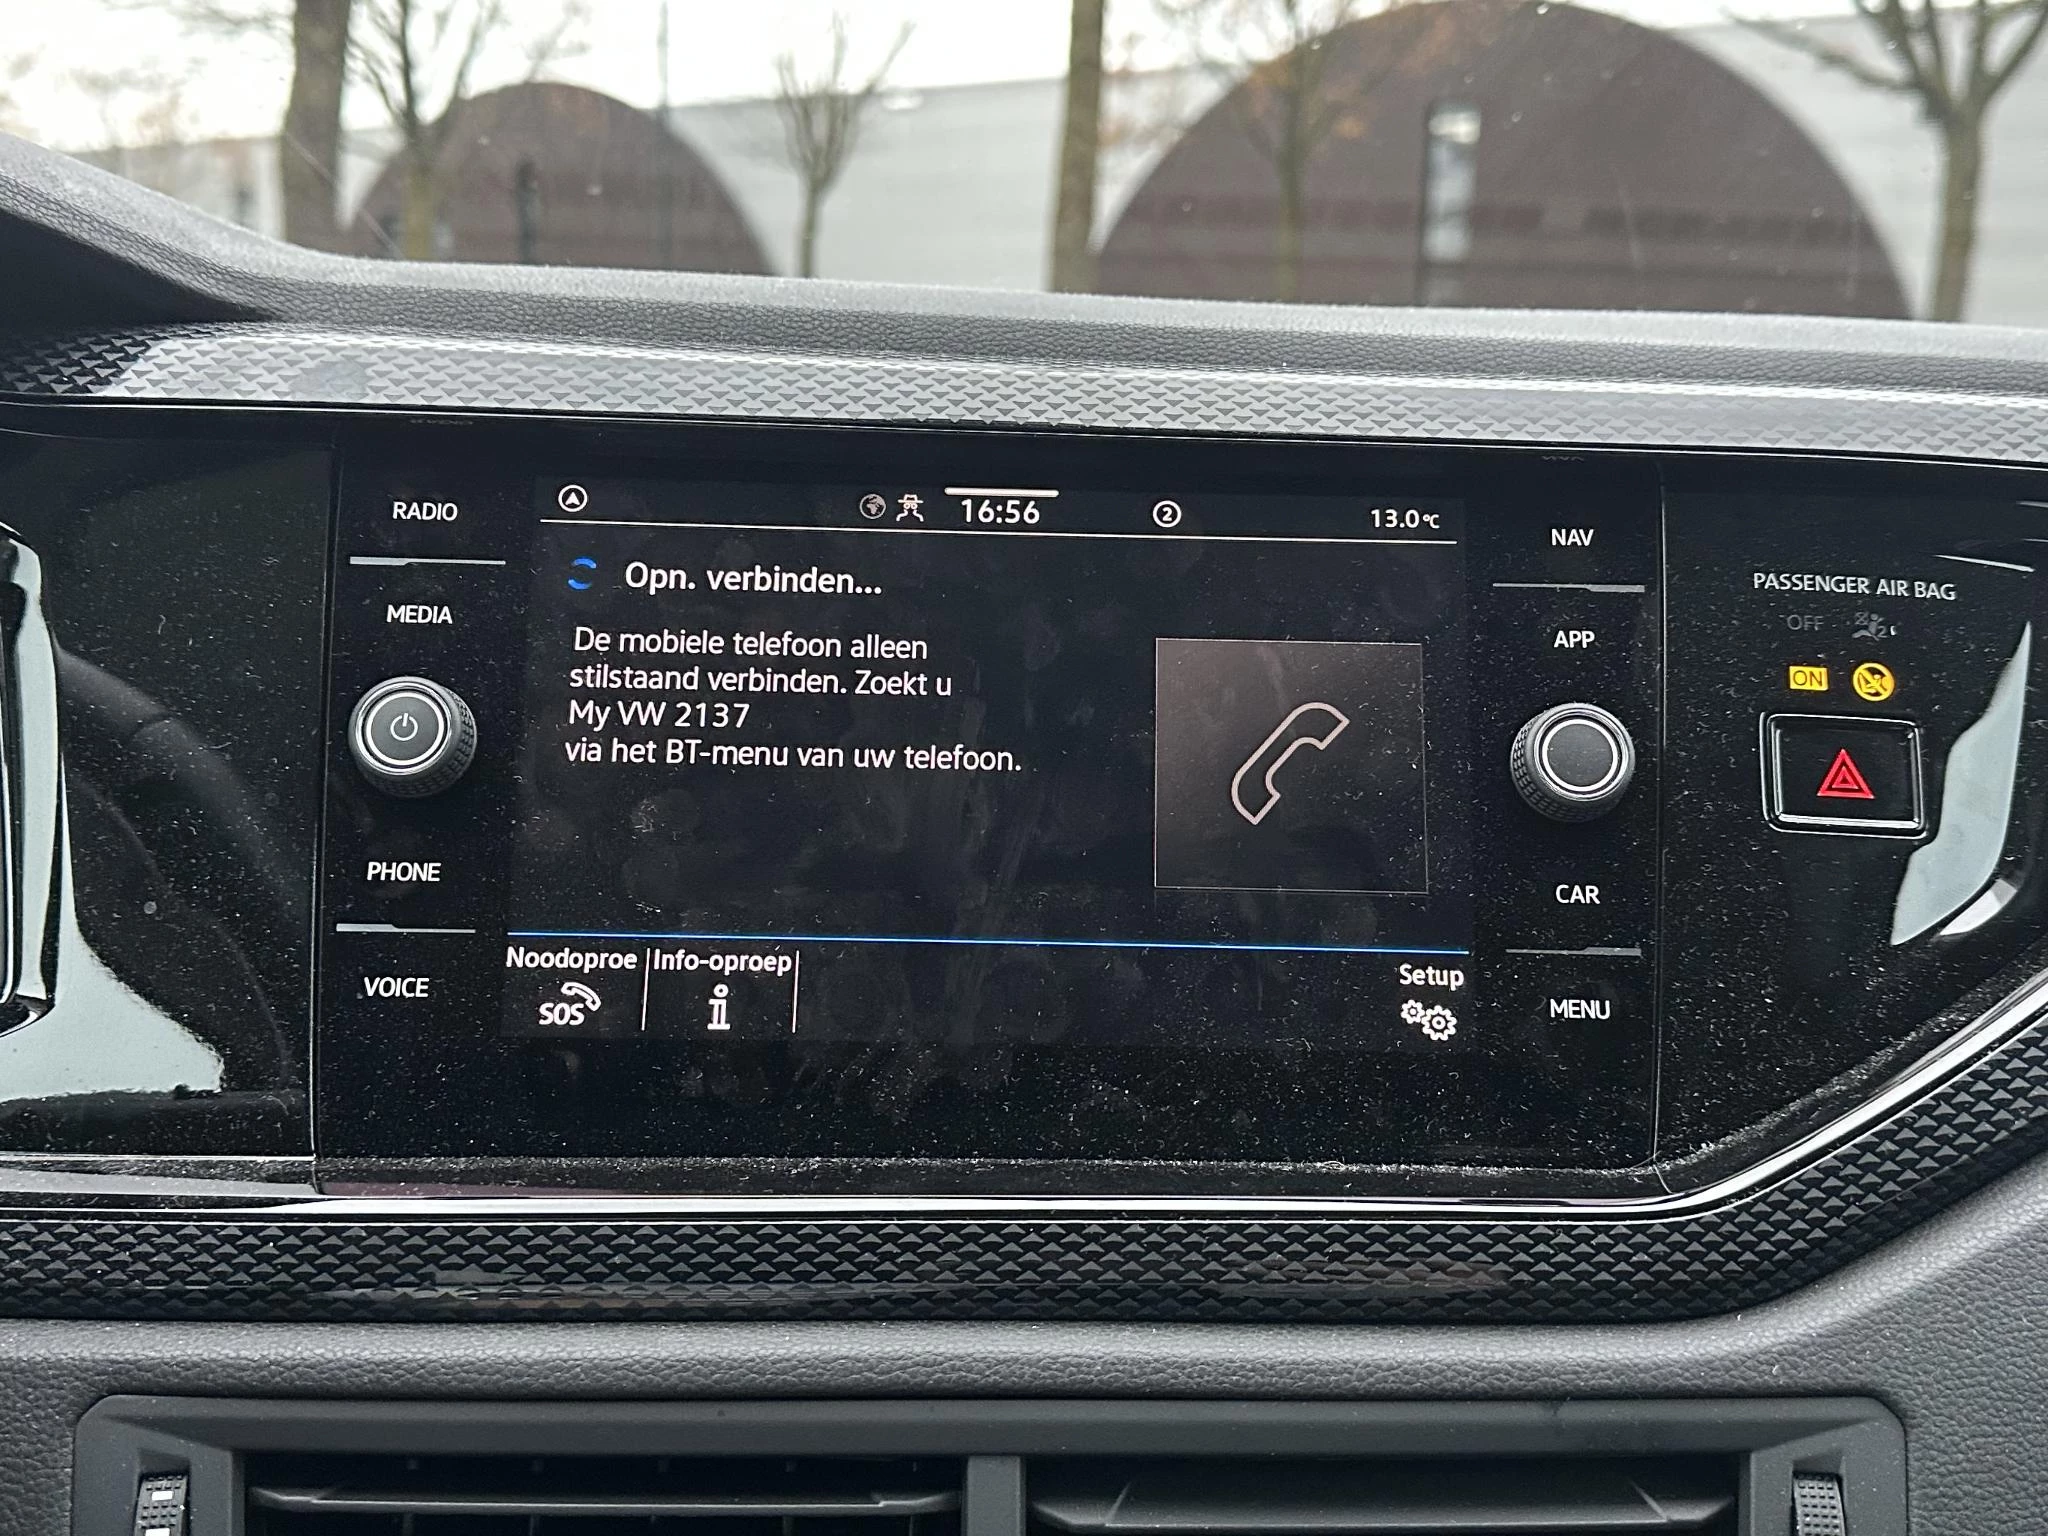 RADIO
MEDIA
PHONE
VOICE
2
16:56
13.0°C
Opn. verbinden...
De mobiele telefoon alleen
stilstaand verbinden. Zoekt u
My VW 2137
via het BT-menu van uw telefoon.
Noodoproe
SOS
Info-oproep
i
Setup
NAV
APP
CAR
MENU
PASSENGER AIR BAG
OFF
ON